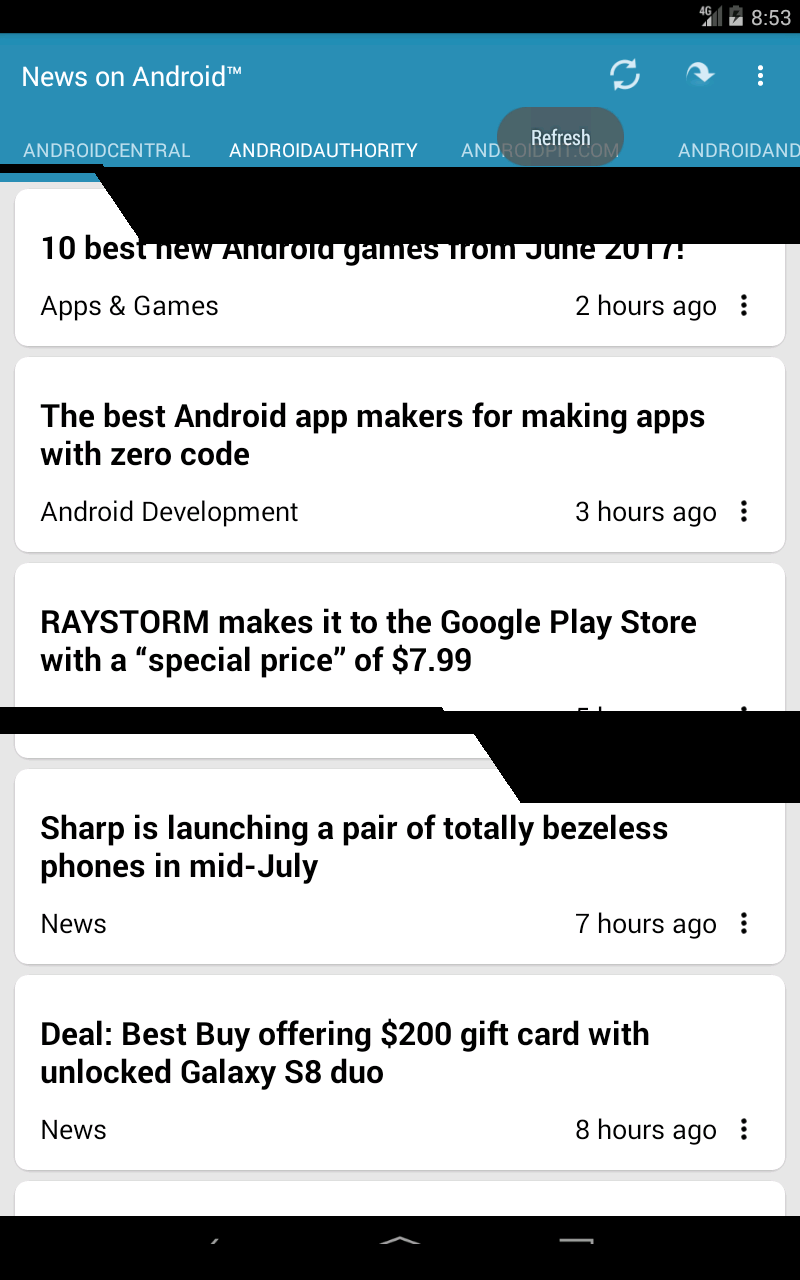 4G 8:53
News on Android™
Refresh
ANDROIDCENTRAL ANDROIDAUTHORITY ANDROIDPIT.COM ANDROIDAND
10 best new Android games from June 2017!
Apps & Games 2 hours ago
The best Android app makers for making apps
with zero code
Android Development 3 hours ago
RAYSTORM makes it to the Google Play Store
with a “special price” of $7.99
Sharp is launching a pair of totally bezeless
phones in mid-July
News 7 hours ago
Deal: Best Buy offering $200 gift card with
unlocked Galaxy S8 duo
News 8 hours ago